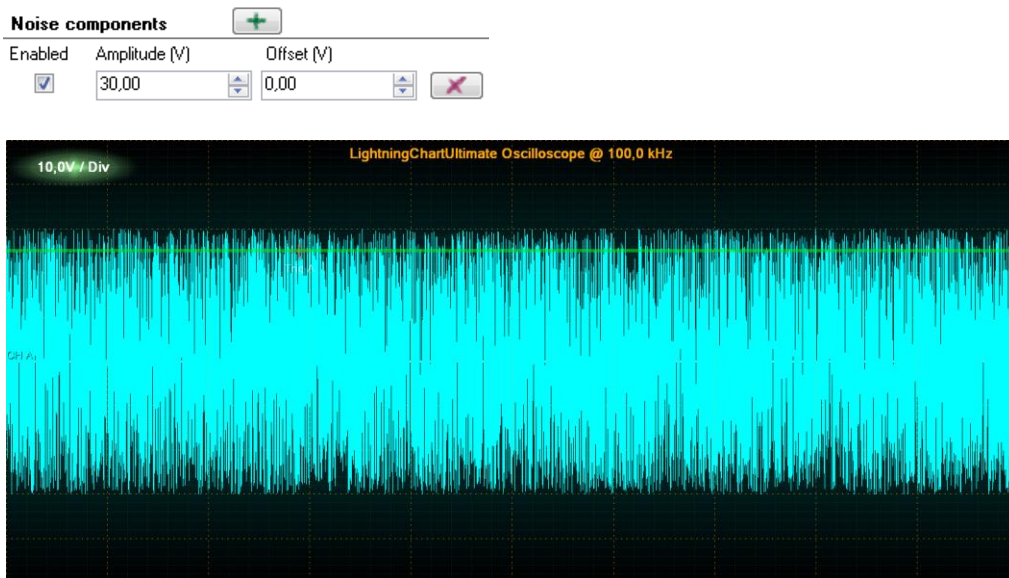 Noise components
Enabled Amplitude (V) Offset (V)
30,00 0,00
10,0V / Div
LightningChartUltimate Oscilloscope @ 100,0 kHz
CH A